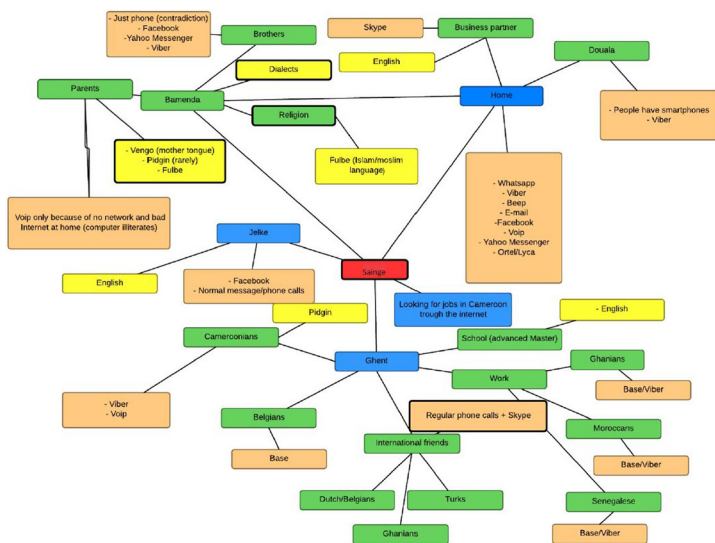 - Just phone (contradiction)
- Facebook
-Yahoo Messenger
- Viber
Brothers
Skype
Business partner
English
Douala
Dialects
Parents
Bamenda
Home
Religion
- People have smartphones
- Viber
- Vengo (mother tongue)
- Pidgin (rarely)
- Fulbe
Fulbe (Islam/moslim
language)
- Whatsapp
- Viber
- Beep
- E-mail
-Facebook
- Voip
- Yahoo Messenger
- Ortel/Lyca
Voip only because of no network and bad
Internet at home (computer illiterates)
Jelke
Sainge
English
- Facebook
- Normal message/phone calls
Looking for jobs in Cameroon
trough the internet
Pidgin
- English
Cameroonians
School (advanced Master)
Ghent
Ghanians
Work
Base/Viber
- Viber
- Voip
Belgians
Regular phone calls + Skype
Moroccans
International friends
Base
Base/Viber
Dutch/Belgians
Turks
Senegalese
Ghanians
Base/Viber